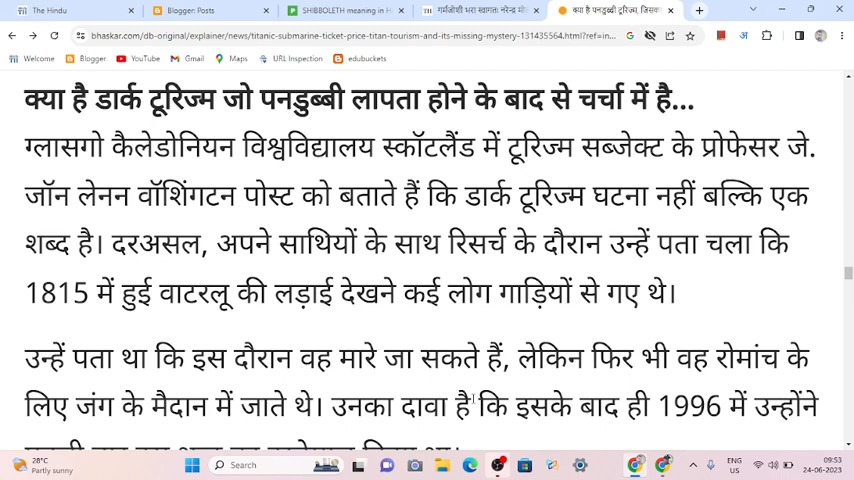 The Hindu
Blogger: Posts
SHIBBOLETH meaning in H
गर्मजोशी भरा स्वागतः नरेन्द्र मो
क्या है पनडुब्बी टूरिज्म, जिसक
bhaskar.com/db-original/explainer/news/titanic-submarine-ticket-price-titan-tourism-and-its-missing-mystery-131435564.html?ref=in...
Welcome
Blogger
YouTube
Gmail
Maps
URL Inspection
edubuckets
क्या है डार्क टूरिज्म जो पनडुब्बी लापता होने के बाद से चर्चा में है...
ग्लासगो कैलेडोनियन विश्वविद्यालय स्कॉटलैंड में टूरिज्म सब्जेक्ट के प्रोफेसर जे.
जॉन लेनन वॉशिंगटन पोस्ट को बताते हैं कि डार्क टूरिज्म घटना नहीं बल्कि एक
शब्द है। दरअसल, अपने साथियों के साथ रिसर्च के दौरान उन्हें पता चला कि
1815 में हुई वाटरलू की लड़ाई देखने कई लोग गाड़ियों से गए थे।
उन्हें पता था कि इस दौरान वह मारे जा सकते हैं, लेकिन फिर भी वह रोमांच के
लिए जंग के मैदान में जाते थे। उनका दावा है कि इसके बाद ही 1996 में उन्होंने
28°C
Partly sunny
Search
ENG
US
09:53
24-06-2023